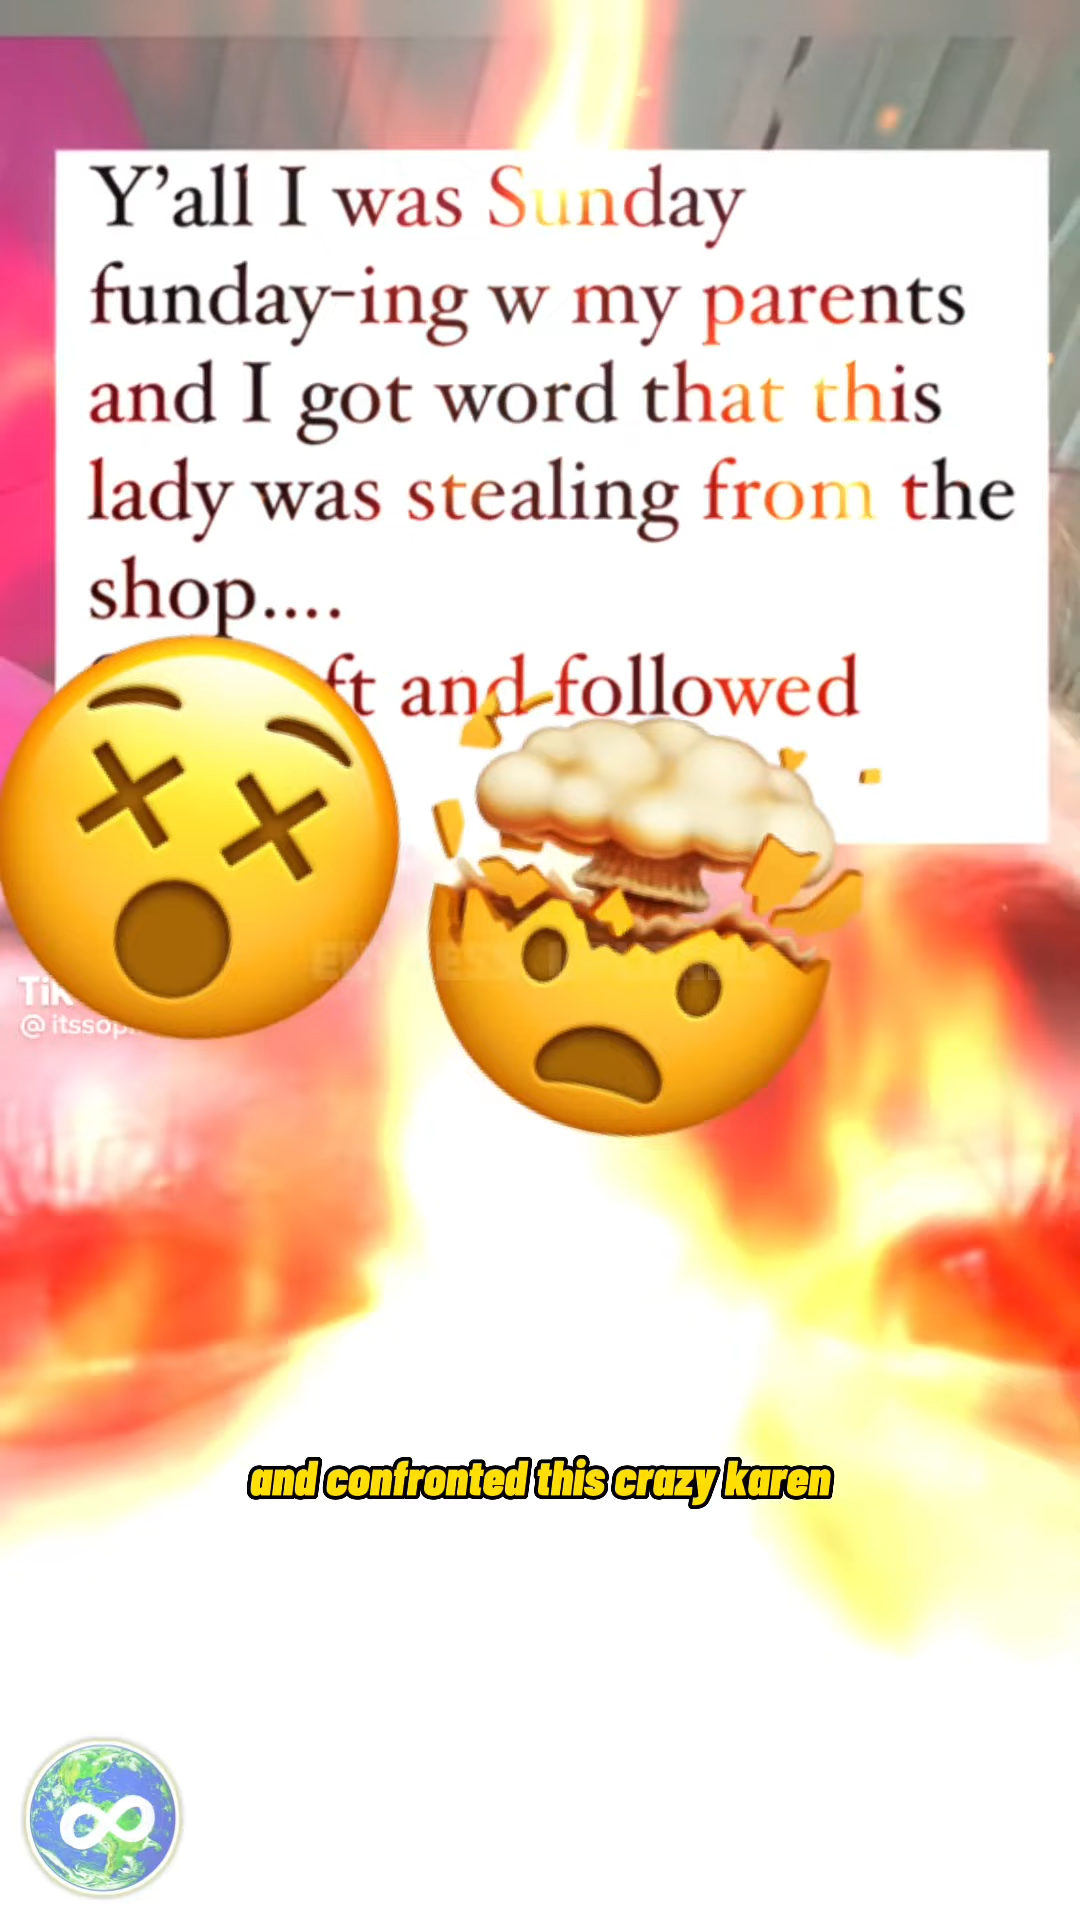 Y'all I was Sunday
funday-ing w my parents
and I got word that this
lady was stealing from the
shop....
and followed
and confronted this crazy karen